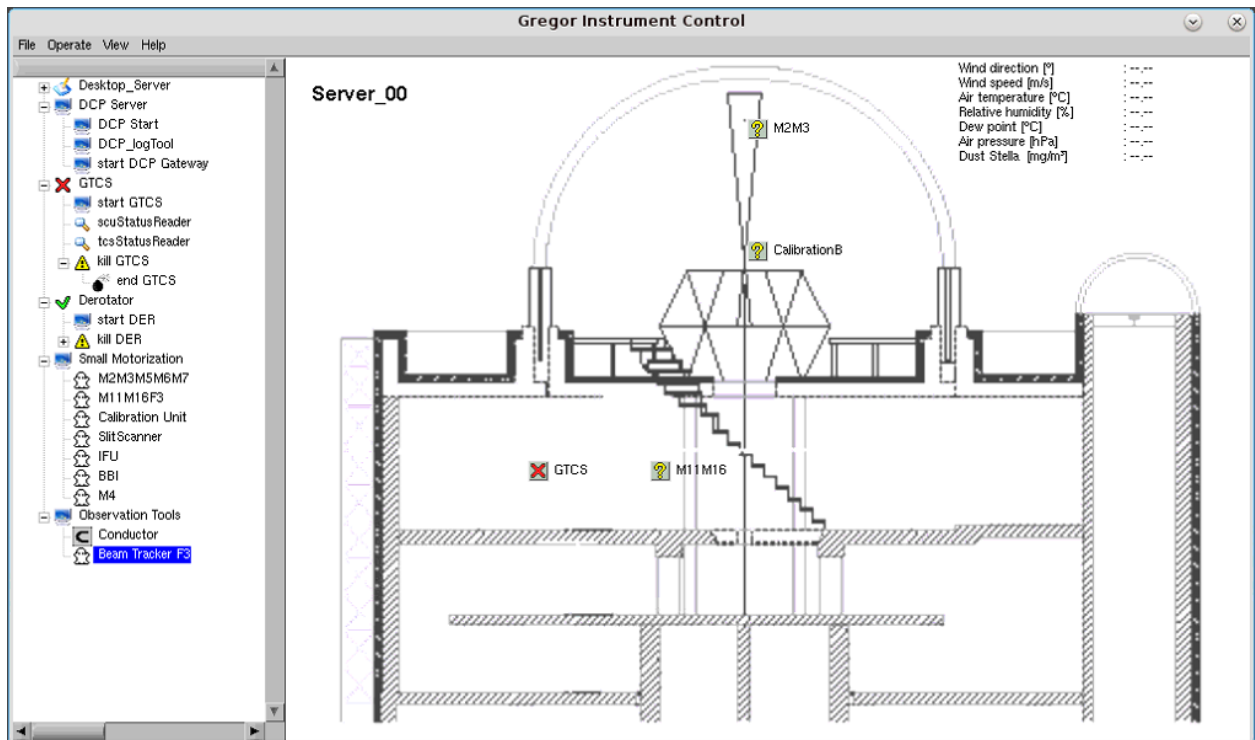 Gregor Instrument Control
File Operate View Help
Desktop_Server
DCP Server
DCP Start
DCP_logTool
start DCP Gateway
GTCS
start GTCS
scuStatusReader
tcsStatusReader
kill GTCS
end GTCS
Derotator
start DER
kill DER
Small Motorization
M2M3M5M6M7
M11M16F3
Calibration Unit
SlitScanner
IFU
BBI
M4
Observation Tools
Conductor
Beam Tracker F3
Server_00
Wind direction [º] : --,--
Wind speed [m/s] : --,--
Air temperature [ºC] : --,--
Relative humidity [%] : --,--
Dew point [ºC] : --,--
Air pressure [hPa] : --,--
Dust Stella [mg/m³] : --,--
? M2M3
? CalibrationB
GTCS ? M11M16